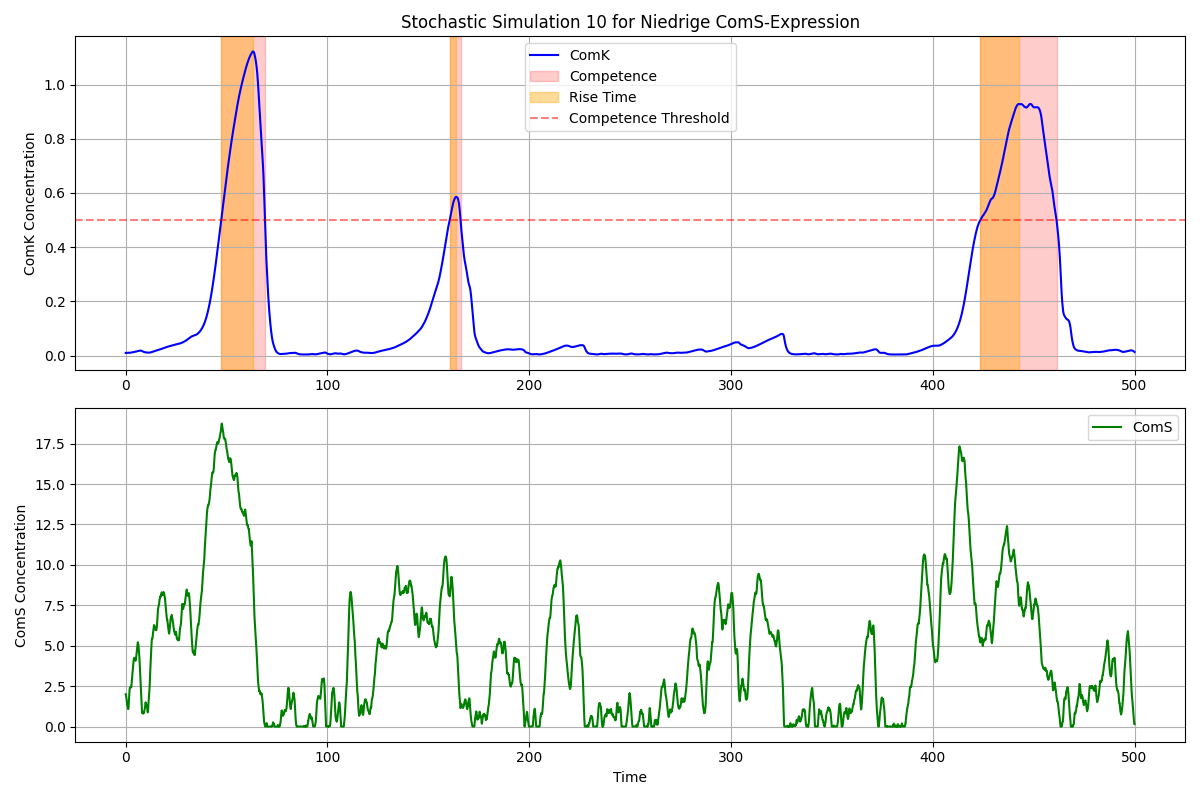 Stochastic Simulation 10 for Niedrige ComS-Expression
ComK Concentration
1.0
0.8
0.6
0.4
0.2
0.0
ComK
Competence
Rise Time
Competence Threshold
0 100 200 300 400 500
ComS Concentration
17.5
15.0
12.5
10.0
7.5
5.0
2.5
0.0
ComS
0 100 200 300 400 500
Time